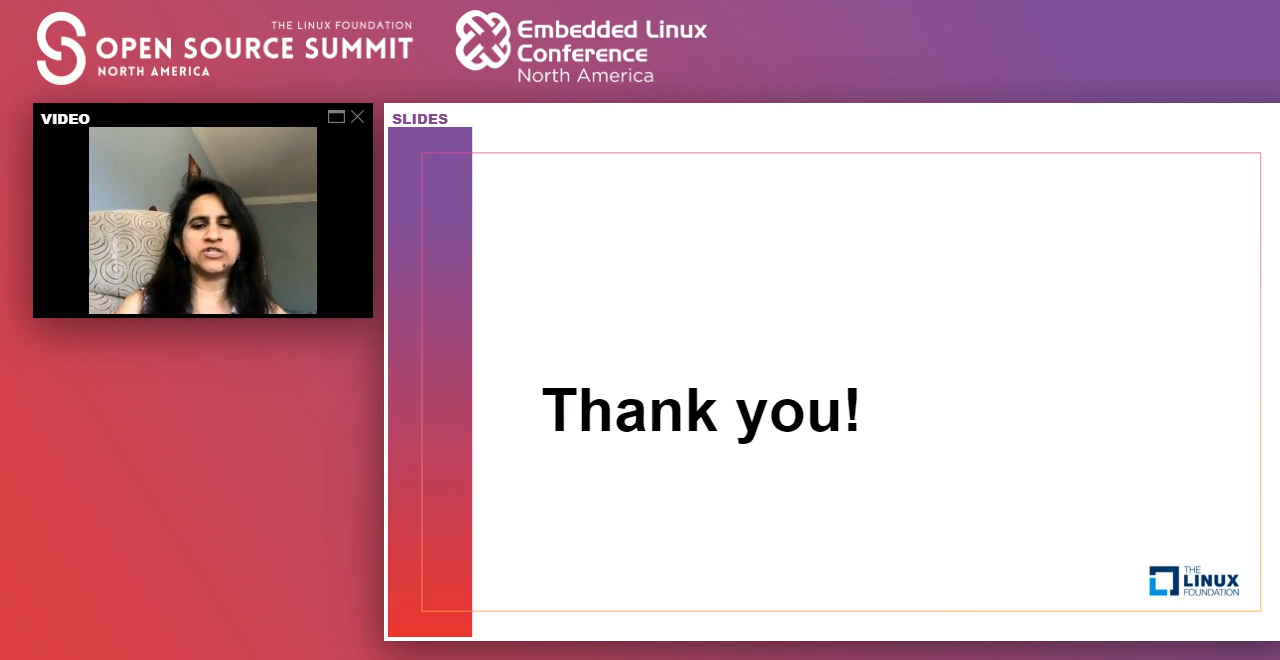 THE LINUX FOUNDATION
OPEN SOURCE SUMMIT
NORTH AMERICA
Embedded Linux
Conference
North America
VIDEO
SLIDES
Thank you!
THE
LINUX
FOUNDATION